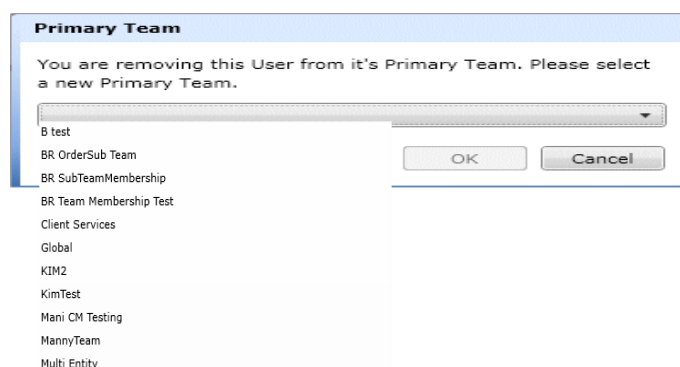 Primary Team
You are removing this User from it's Primary Team. Please select
a new Primary Team.
B test
BR OrderSub Team
OK
Cancel
BR SubTeamMembership
BR Team Membership Test
Client Services
Global
KIM2
KimTest
Mani CM Testing
MannyTeam
Multi Entity